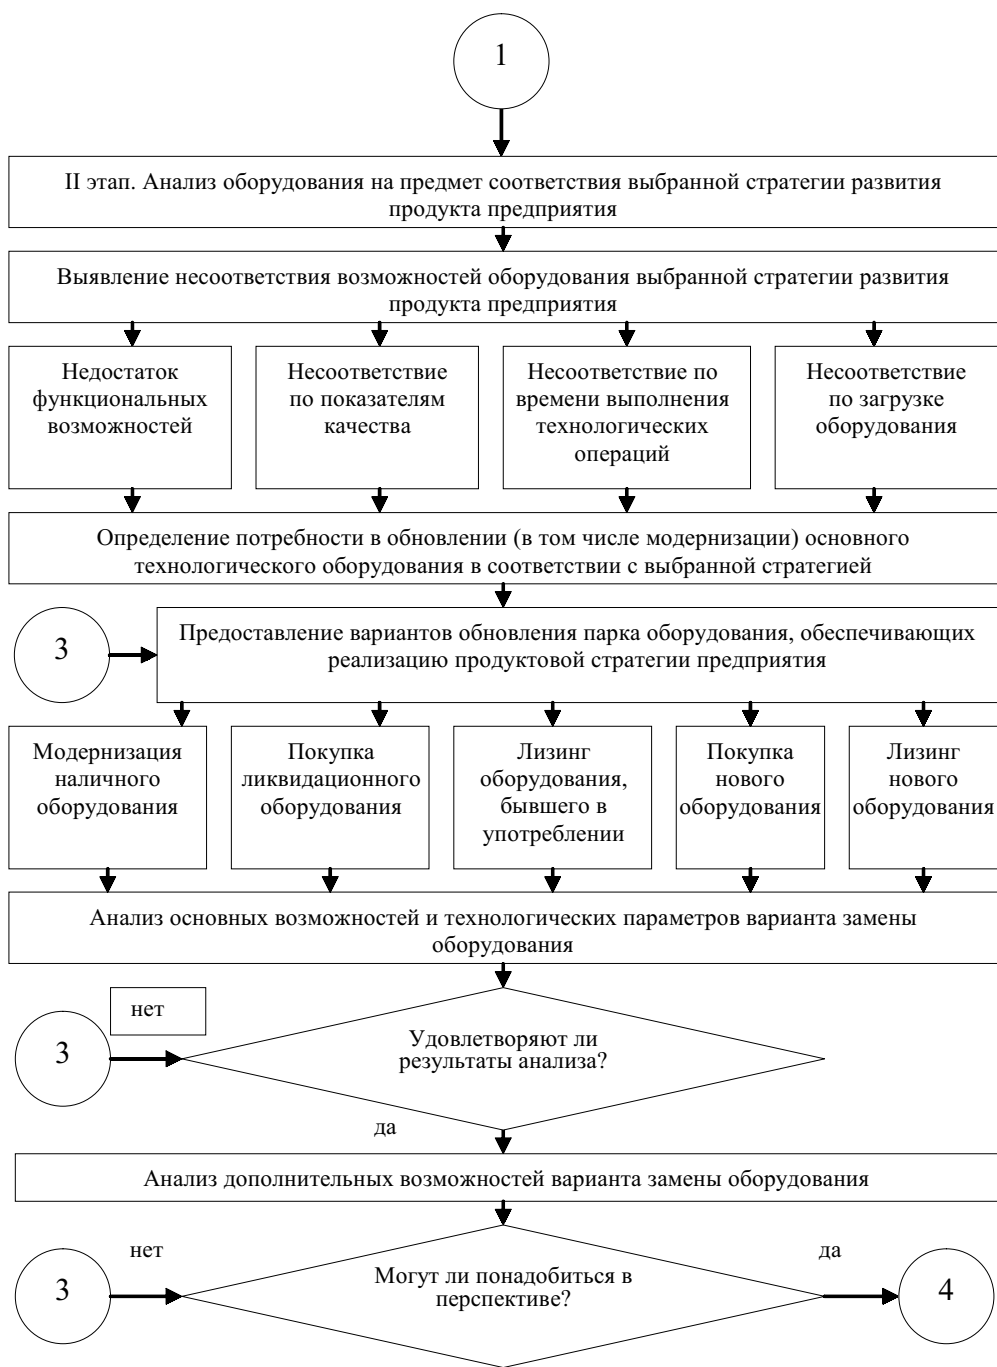 1
II этап. Анализ оборудования на предмет соответствия выбранной стратегии развития
продукта предприятия
Выявление несоответствия возможностей оборудования выбранной стратегии развития
продукта предприятия
Недостаток
функциональных
возможностей
Несоответствие
по показателям
качества
Несоответствие по
времени выполнения
технологических
операций
Несоответствие
по загрузке
оборудования
Определение потребности в обновлении (в том числе модернизации) основного
технологического оборудования в соответствии с выбранной стратегией
3
Предоставление вариантов обновления парка оборудования, обеспечивающих
реализацию продуктовой стратегии предприятия
Модернизация
наличного
оборудования
Покупка
ликвидационного
оборудования
Лизинг
оборудования,
бывшего в
употреблении
Покупка
нового
оборудования
Лизинг
нового
оборудования
Анализ основных возможностей и технологических параметров варианта замены
оборудования
нет
3
Удовлетворяют ли
результаты анализа?
да
Анализ дополнительных возможностей варианта замены оборудования
нет
да
3
Могут ли понадобиться в
перспективе?
4